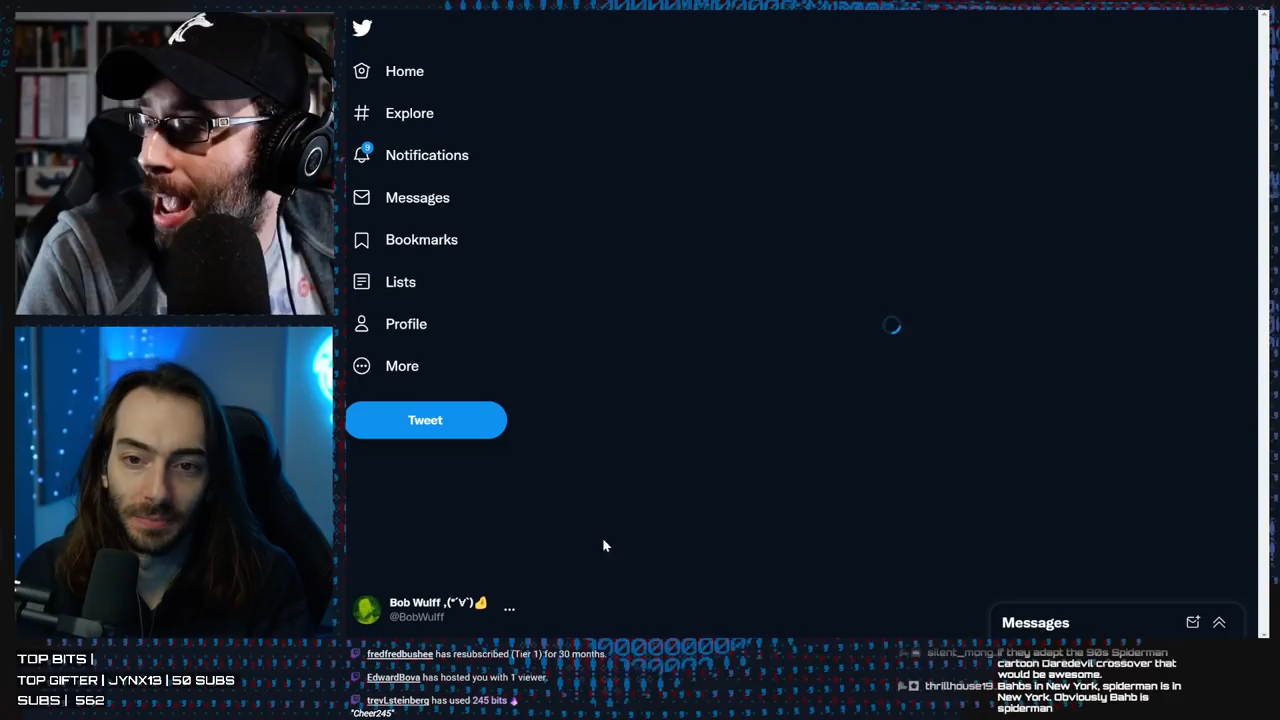 Home
Explore
9
Notifications
Messages
Bookmarks
Lists
Profile
More
Tweet
Bob Wulff ,(*´∀`)🤌
@BobWulff
...
Messages
TOP BITS |
TOP GIFTER | JYNX13 | 50 SUBS
SUBS | 562
fredfredbushee has resubscribed (Tier 1) for 30 months.
EdwardBova has hosted you with 1 viewer.
trevLsteinberg has used 245 bits
"Cheer245"
silent_mong if they adapt the 90s Spiderman
cartoon Daredevil crossover that
would be awesome.
thrillhouse19 Bahbs in New York, spiderman is in
New York. Obviously Bahb is
spiderman